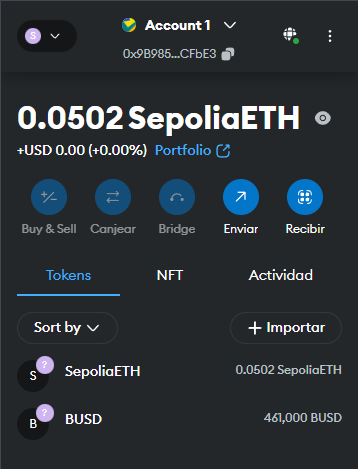 S
Account 1
0x9B985...CFbE3
0.0502 SepoliaETH
+USD 0.00 (+0.00%) Portfolio
Buy & Sell Canjear Bridge Enviar Recibir
Tokens NFT Actividad
Sort by + Importar
S ? SepoliaETH 0.0502 SepoliaETH
B ? BUSD 461,000 BUSD